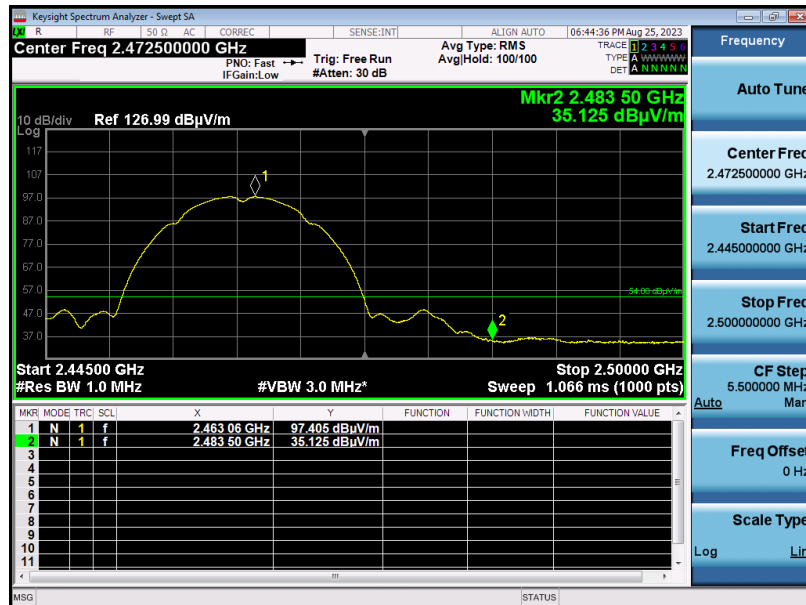 Keysight Spectrum Analyzer - Swept SA
LXI R RF 50 Ω AC CORREC SENSE:INT ALIGN AUTO 06:44:36 PM Aug 25, 2023
Center Freq 2.472500000 GHz
PNO: Fast
IFGain:Low
Trig: Free Run
#Atten: 30 dB
Avg Type: RMS
Avg|Hold: 100/100
TRACE 1 2 3 4 5 6
TYPE A WWWWW
DET A N N N N N
Mkr2 2.483 50 GHz
35.125 dBµV/m
10 dB/div Ref 126.99 dBµV/m
Log
117
107
97.0
87.0
77.0
67.0
57.0
47.0
37.0
1
54.00 dBµV/m
2
Start 2.44500 GHz Stop 2.50000 GHz
#Res BW 1.0 MHz #VBW 3.0 MHz* Sweep 1.066 ms (1000 pts)
MKR MODE TRC SCL X Y FUNCTION FUNCTION WIDTH FUNCTION VALUE
1 N 1 f 2.463 06 GHz 97.405 dBµV/m
2 N 1 f 2.483 50 GHz 35.125 dBµV/m
3
4
5
6
7
8
9
10
11
MSG STATUS
Frequency
Auto Tune
Center Freq
2.472500000 GHz
Start Freq
2.445000000 GHz
Stop Freq
2.500000000 GHz
CF Step
5.500000 MHz
Auto Man
Freq Offset
0 Hz
Scale Type
Log Lin